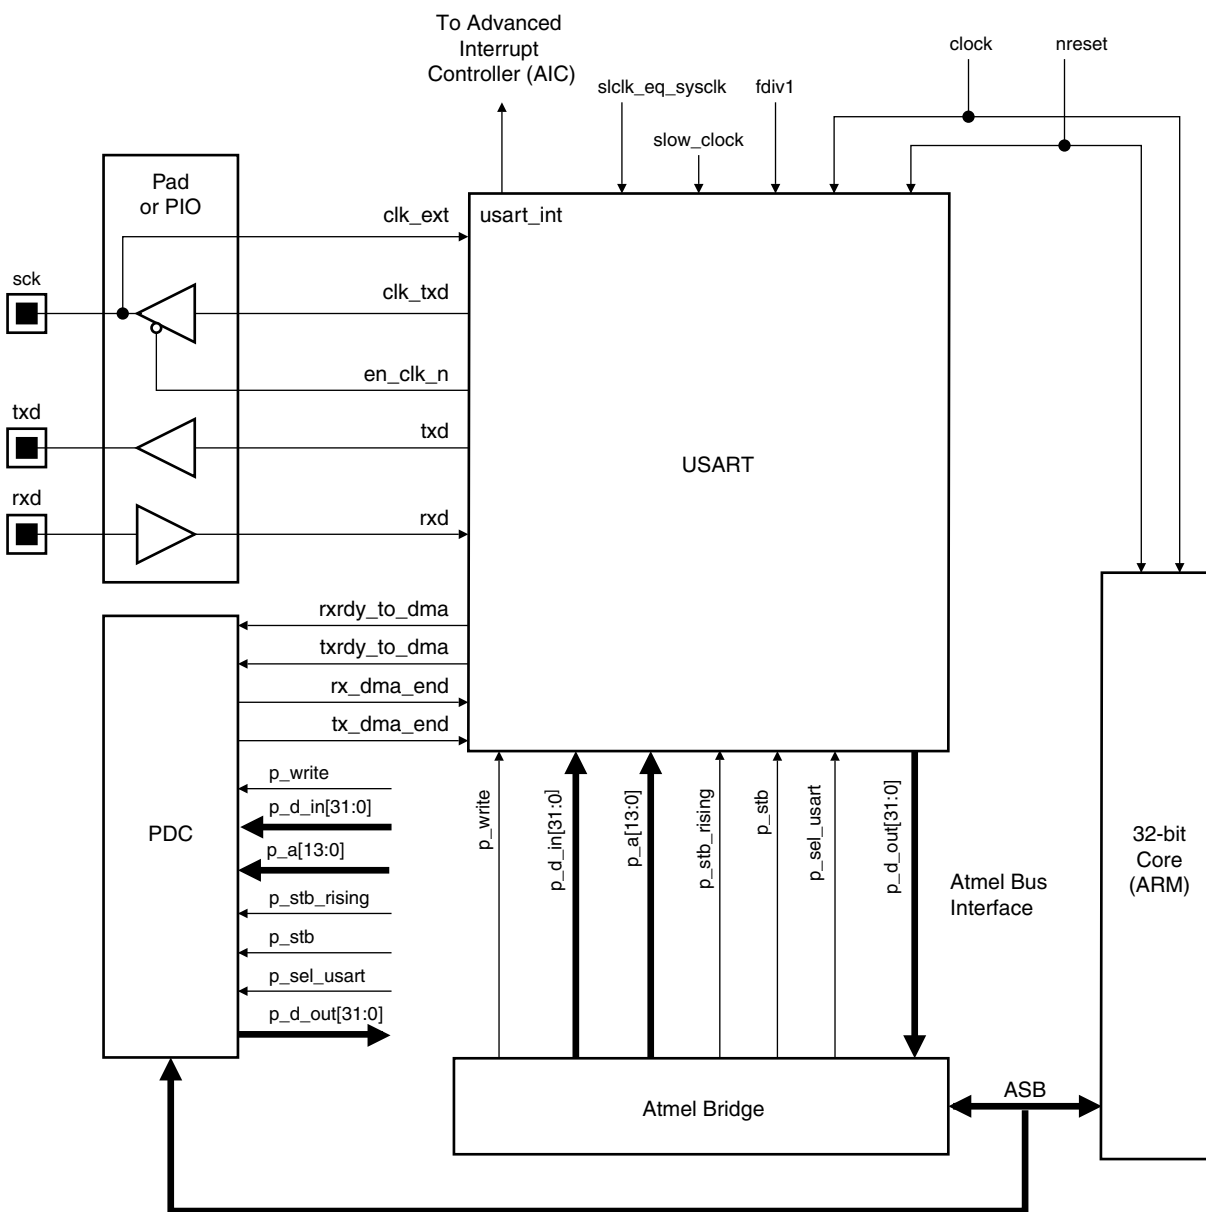 To Advanced
Interrupt
Controller (AIC)
clock
nreset
slclk_eq_sysclk
fdiv1
slow_clock
Pad
or PIO
clk_ext
usart_int
sck
clk_txd
en_clk_n
txd
txd
USART
rxd
rxd
rxrdy_to_dma
txrdy_to_dma
rx_dma_end
tx_dma_end
p_write
p_d_in[31:0]
PDC
p_a[13:0]
p_stb_rising
p_stb
p_sel_usart
p_d_out[31:0]
p_write
p_d_in[31:0]
p_a[13:0]
p_stb_rising
p_stb
p_sel_usart
p_d_out[31:0]
Atmel Bus
Interface
32-bit
Core
(ARM)
Atmel Bridge
ASB